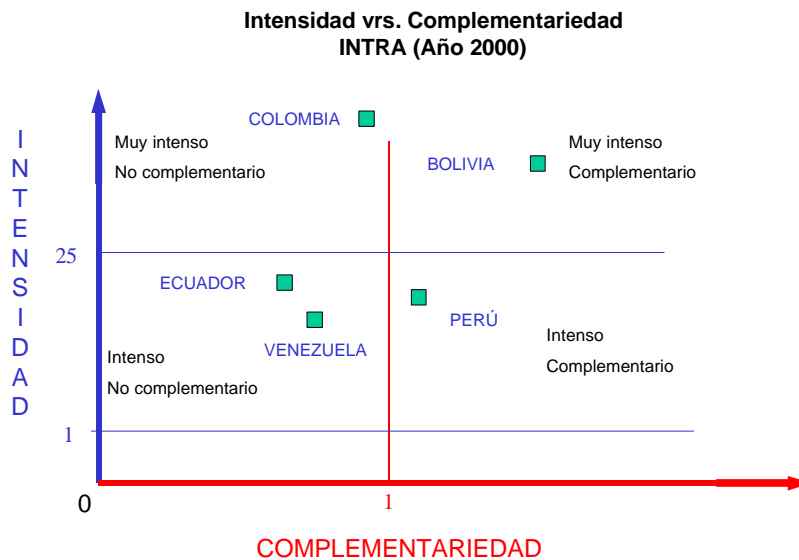 Intensidad vrs. Complementariedad
INTRA (Año 2000)
INTENSIDAD
COLOMBIA
Muy intenso
No complementario
BOLIVIA
Muy intenso
Complementario
25
ECUADOR
VENEZUELA
PERÚ
Intenso
No complementario
Intenso
Complementario
1
0
1
COMPLEMENTARIEDAD